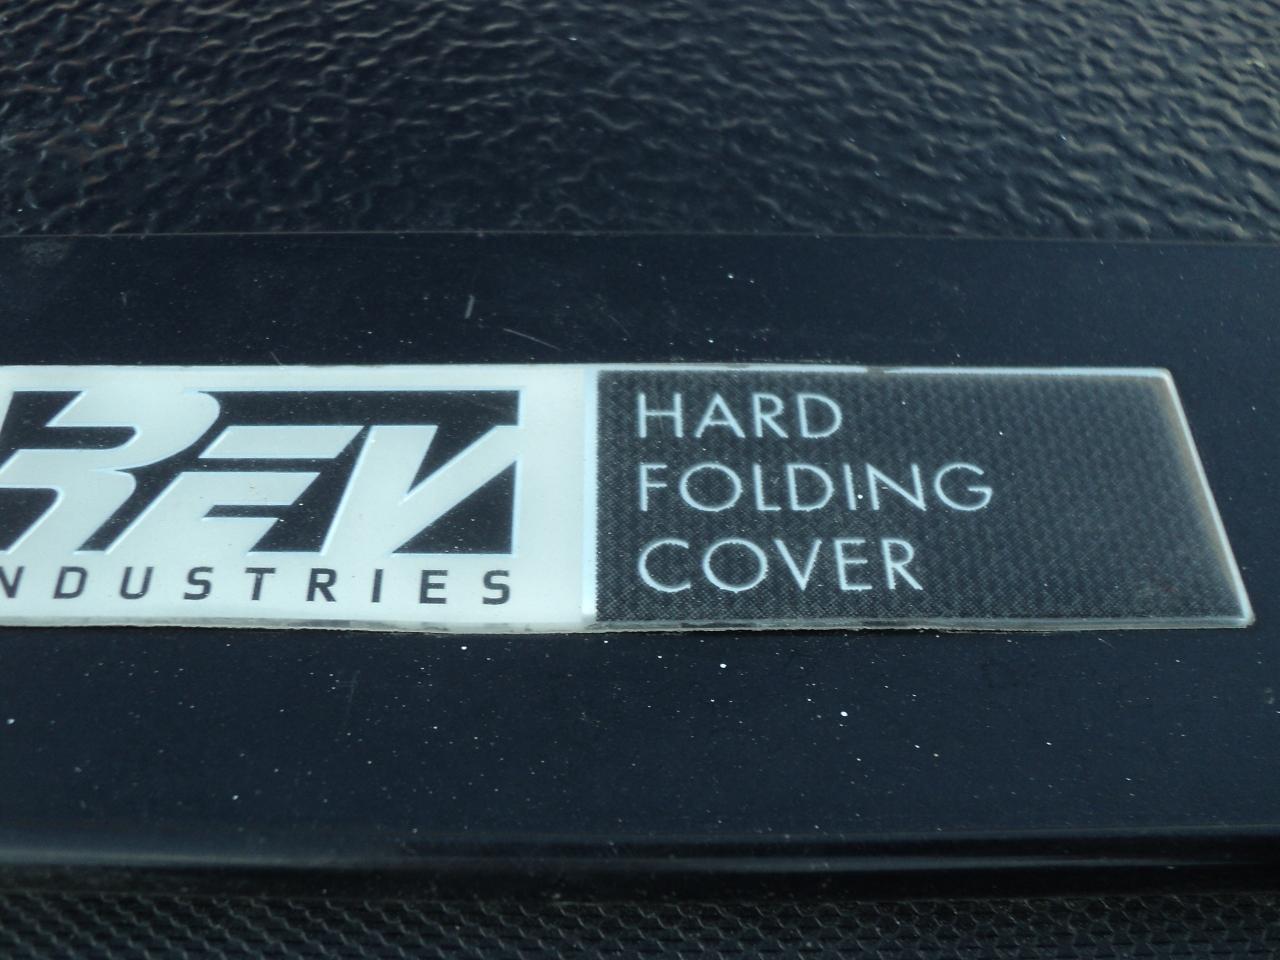 REV
NDUSTRIES
HARD
FOLDING
COVER